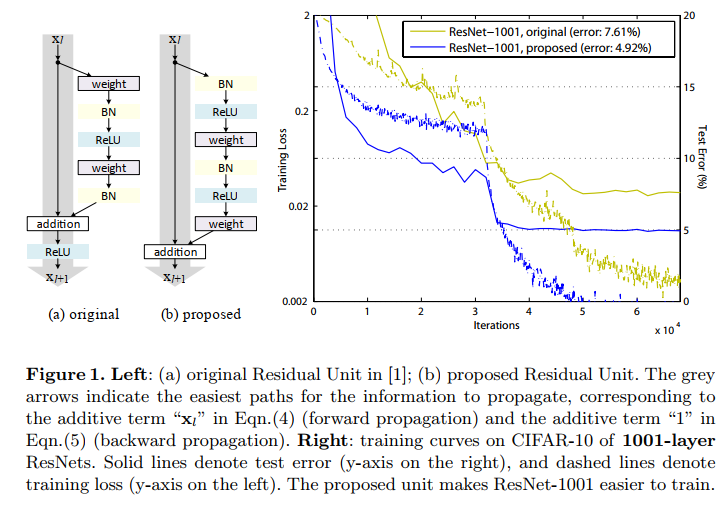 xl
weight
BN
ReLU
weight
BN
addition
ReLU
xl+1
(a) original
xl
BN
ReLU
weight
BN
ReLU
weight
addition
xl+1
(b) proposed
ResNet−1001, original (error: 7.61%)
ResNet−1001, proposed (error: 4.92%)
2
0.2
0.02
0.002
Training Loss
20
15
10
5
0
Test Error (%)
0 1 2 3 4 5 6
Iterations
x 10^4
Figure 1. Left: (a) original Residual Unit in [1]; (b) proposed Residual Unit. The grey
arrows indicate the easiest paths for the information to propagate, corresponding to
the additive term “xl” in Eqn.(4) (forward propagation) and the additive term “1” in
Eqn.(5) (backward propagation). Right: training curves on CIFAR-10 of 1001-layer
ResNets. Solid lines denote test error (y-axis on the right), and dashed lines denote
training loss (y-axis on the left). The proposed unit makes ResNet-1001 easier to train.